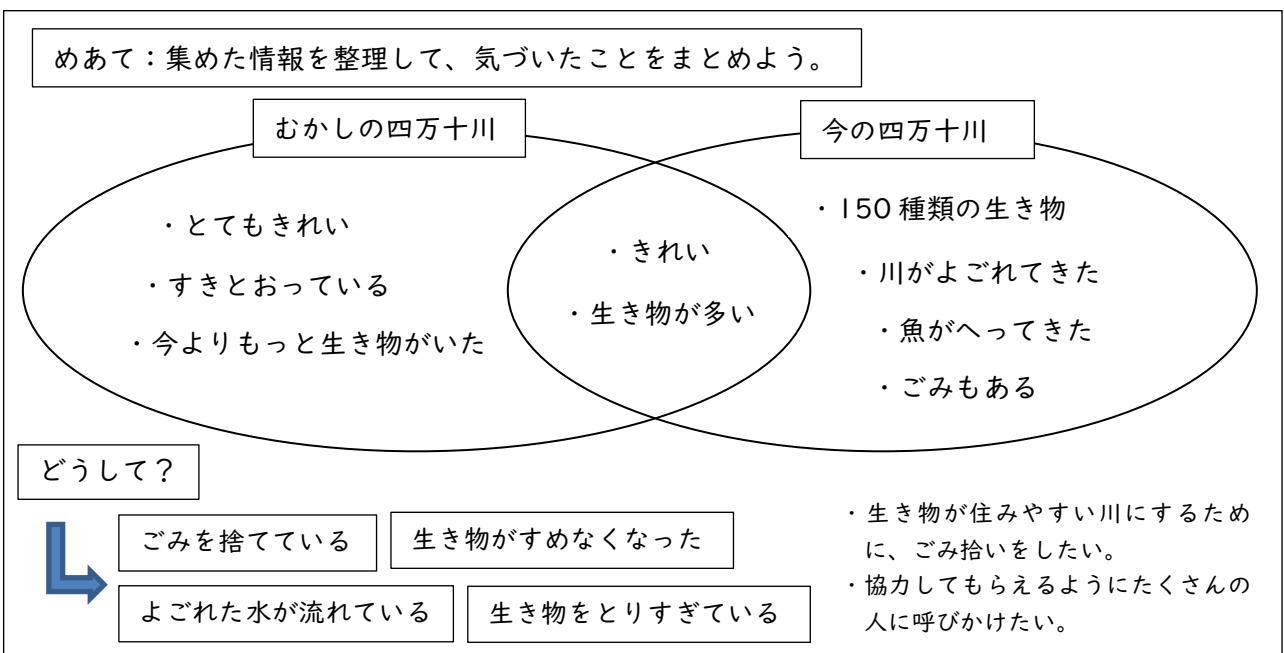 めあて：集めた情報を整理して、気づいたことをまとめよう。
むかしの四万十川
今の四万十川
・とてもきれい
・すきとおっている
・今よりもっと生き物がいた
・きれい
・生き物が多い
・150種類の生き物
・川がよごれてきた
・魚がへってきた
・ごみもある
どうして？
ごみを捨てている
生き物がすめなくなった
よごれた水が流れている
生き物をとりすぎている
・生き物が住みやすい川にするため
に、ごみ拾いをしたい。
・協力してもらえるようにたくさんの
人に呼びかけたい。